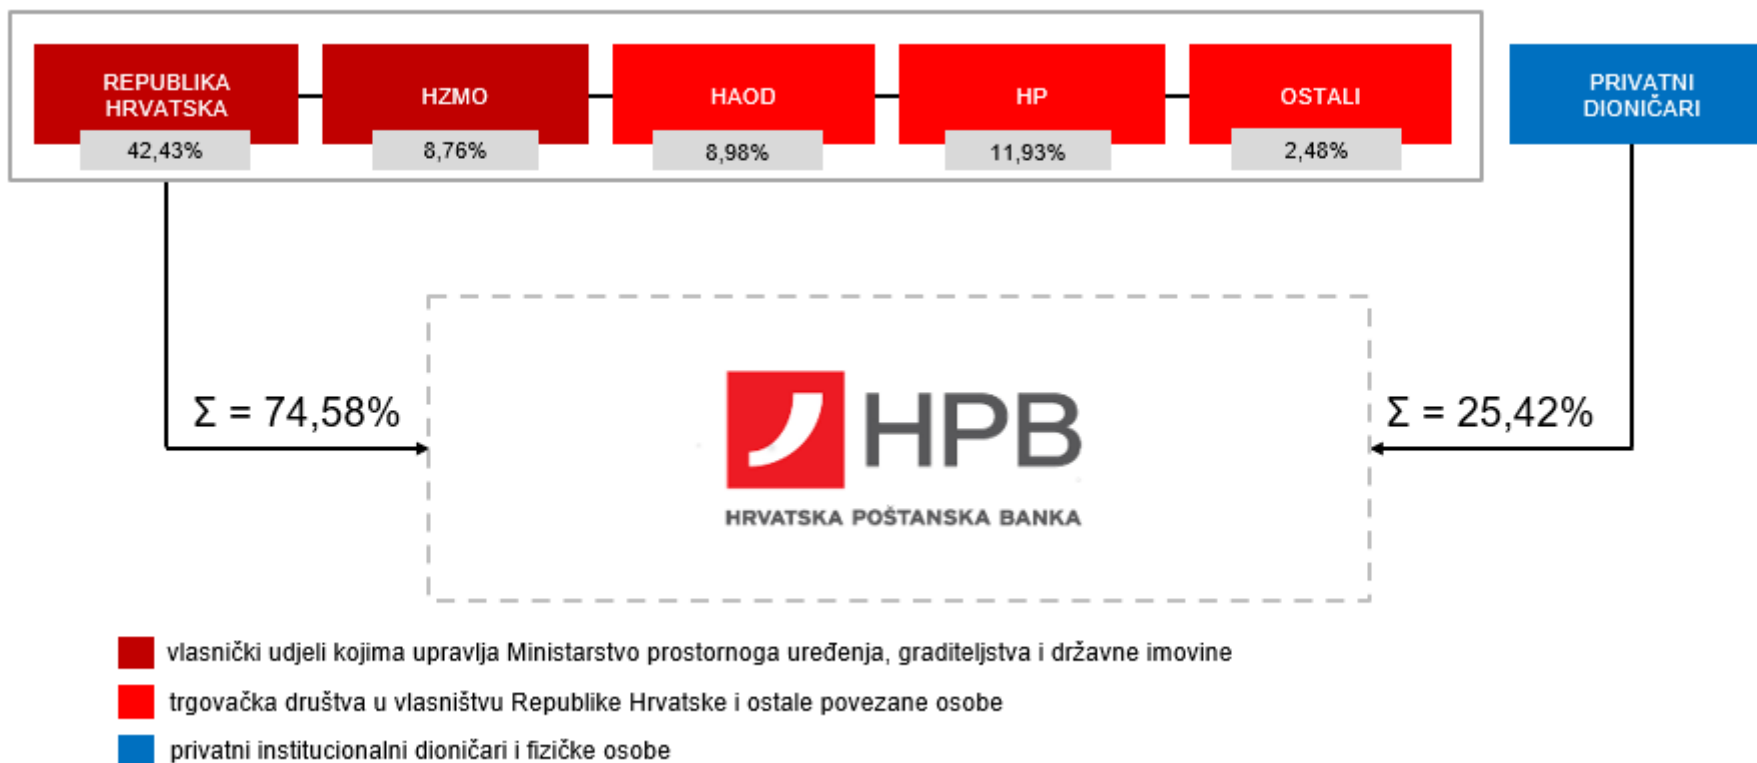 REPUBLIKA
HRVATSKA
42,43%
HZMO
8,76%
HAOD
8,98%
HP
11,93%
OSTALI
2,48%
PRIVATNI
DIONIČARI
Σ = 74,58%
Σ = 25,42%
HPB
HRVATSKA POŠTANSKA BANKA
vlasnički udjeli kojima upravlja Ministarstvo prostornoga uređenja, graditeljstva i državne imovine
trgovačka društva u vlasništvu Republike Hrvatske i ostale povezane osobe
privatni institucionalni dioničari i fizičke osobe